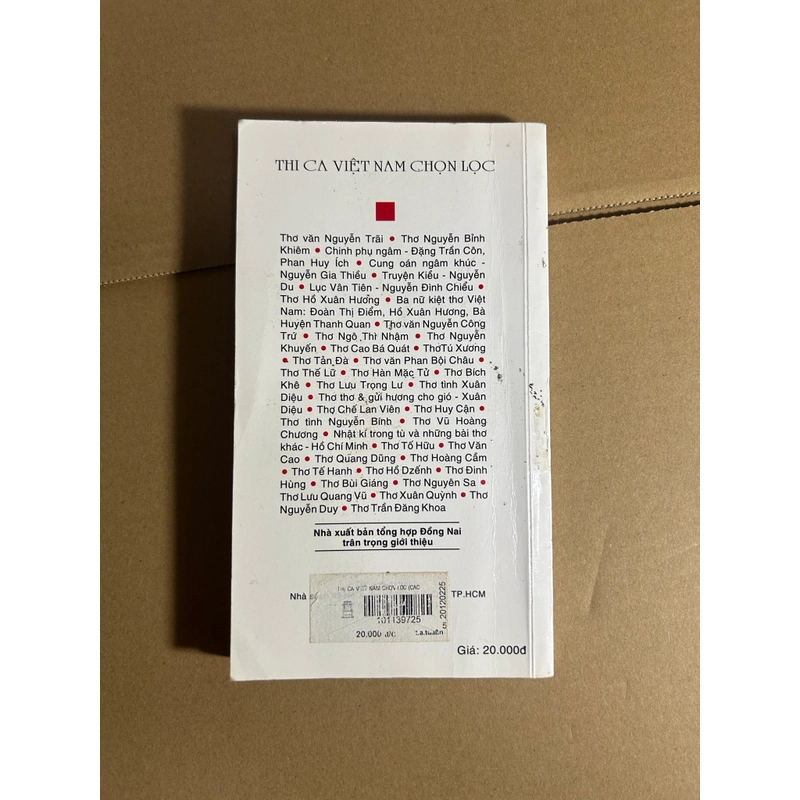 THI CA VIỆT NAM CHỌN LỌC
Thơ văn Nguyễn Trãi • Thơ Nguyễn Bỉnh
Khiêm • Chinh phụ ngâm - Đặng Trần Côn,
Phan Huy Ích • Cung oán ngâm khúc -
Nguyễn Gia Thiều • Truyện Kiều - Nguyễn
Du • Lục Vân Tiên - Nguyễn Đình Chiểu •
Thơ Hồ Xuân Hương • Ba nữ kiệt thơ Việt
Nam: Đoàn Thị Điểm, Hồ Xuân Hương, Bà
Huyện Thanh Quan • Thơ văn Nguyễn Công
Trứ • Thơ Ngô Thì Nhậm • Thơ Nguyễn
Khuyến • Thơ Cao Bá Quát • ThơTú Xương
• Thơ Tản Đà • Thơ văn Phan Bội Châu •
Thơ Thế Lữ • Thơ Hàn Mặc Tử • Thơ Bích
Khê • Thơ Lưu Trọng Lư • Thơ tình Xuân
Diệu • Thơ thơ & gửi hương cho gió - Xuân
Diệu • Thơ Chế Lan Viên • Thơ Huy Cận •
Thơ tình Nguyễn Bính • Thơ Vũ Hoàng
Chương • Nhật kí trong tù và những bài thơ
khác - Hồ Chí Minh • Thơ Tố Hữu • Thơ Văn
Cao • Thơ Quang Dũng • Thơ Hoàng Cầm
• Thơ Tế Hanh • Thơ Hồ Dzếnh • Thơ Đinh
Hùng • Thơ Bùi Giáng • Thơ Nguyên Sa •
Thơ Lưu Quang Vũ • Thơ Xuân Quỳnh • Thơ
Nguyễn Duy • Thơ Trần Đăng Khoa
Nhà xuất bản tổng hợp Đồng Nai
trân trọng giới thiệu
Nhà TP.HCM
THI CA VIỆT NAM CHỌN LỌC (CAO
101139725
20.000
20120225
Giá: 20.000đ